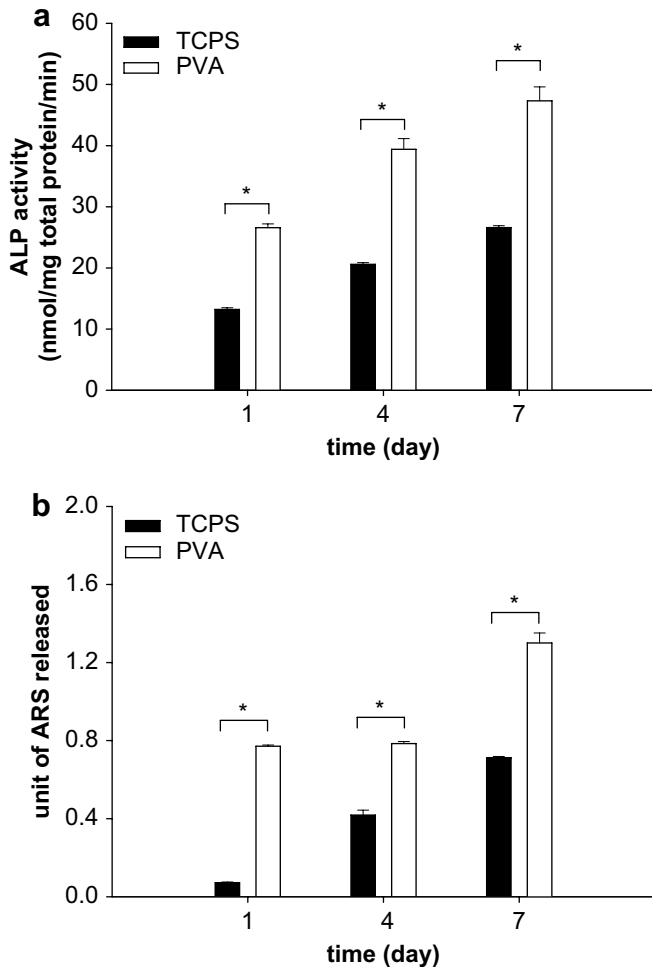 a
TCPS
PVA
ALP activity
(nmol/mg total protein/min)
60
50
40
30
20
10
0
*
*
*
1 4 7
time (day)
b
TCPS
PVA
unit of ARS released
2.0
1.6
1.2
0.8
0.4
0.0
*
*
*
1 4 7
time (day)